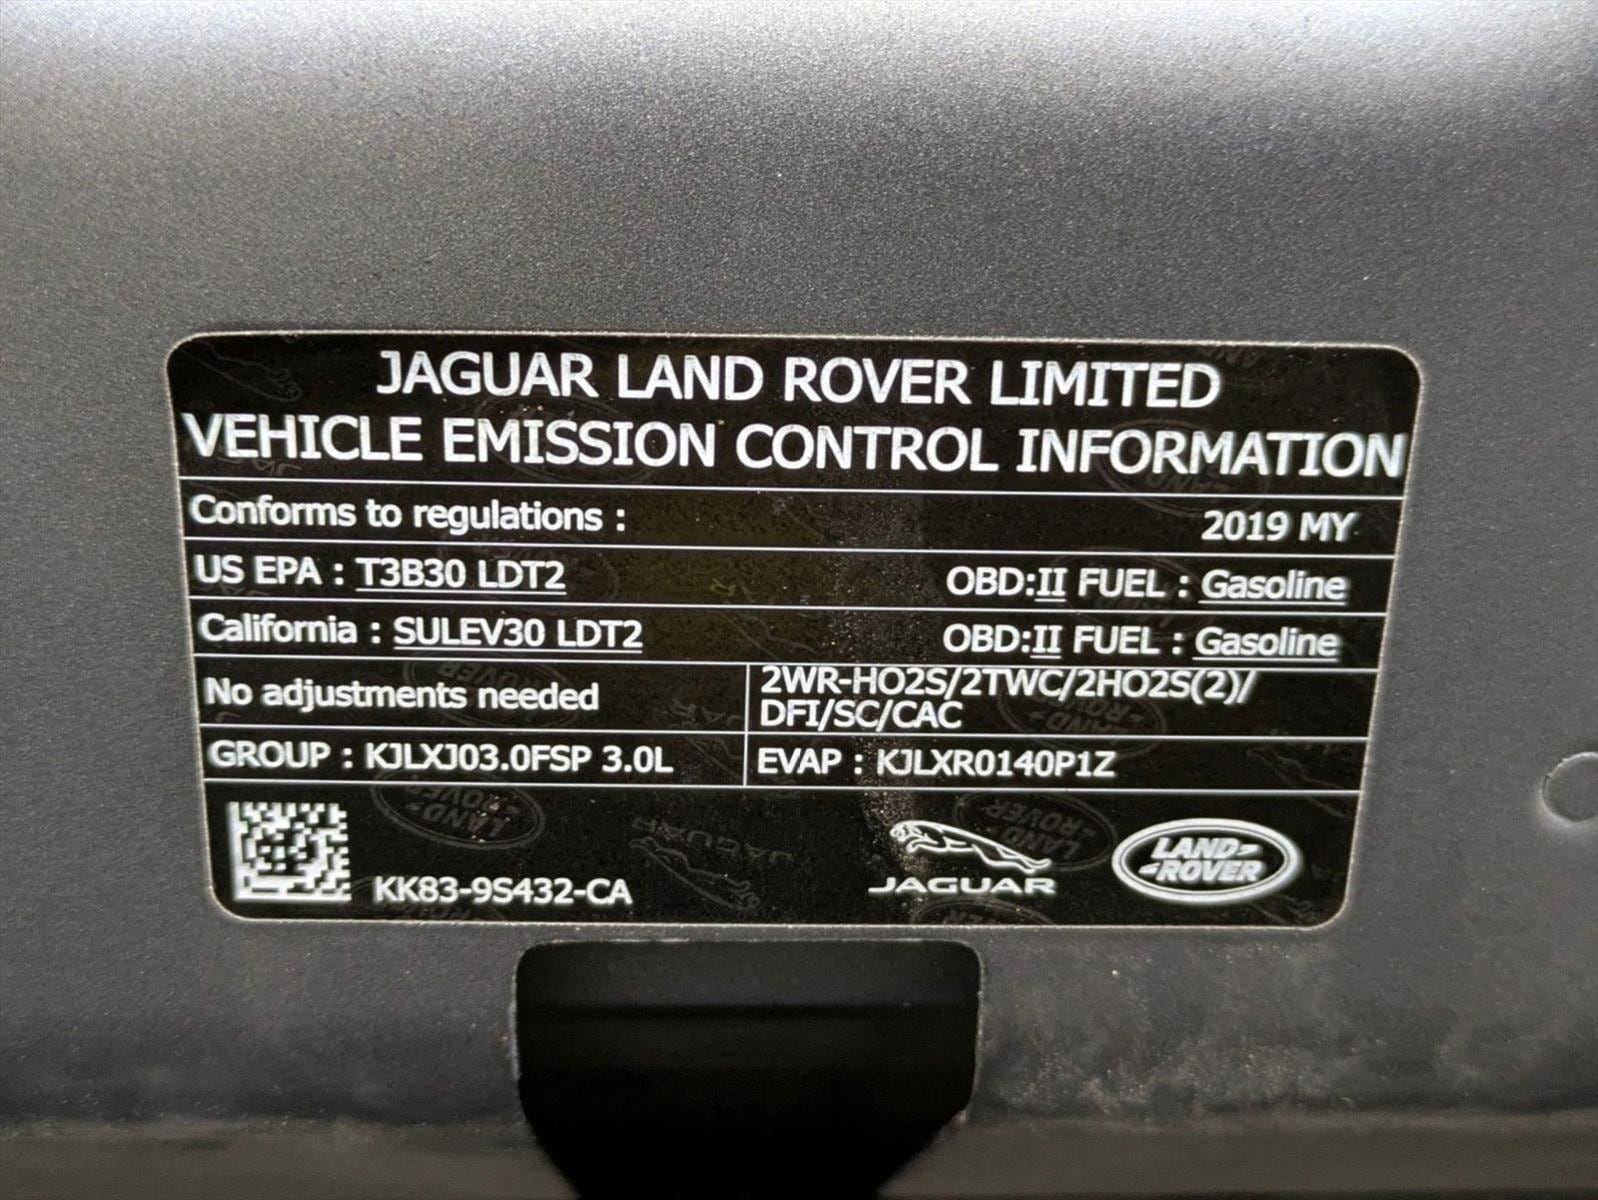 JAGUAR LAND ROVER LIMITED
VEHICLE EMISSION CONTROL INFORMATION
Conforms to regulations : 2019 MY
US EPA : T3B30 LDT2 OBD:II FUEL : Gasoline
California : SULEV30 LDT2 OBD:II FUEL : Gasoline
No adjustments needed
2WR-HO2S/2TWC/2HO2S(2)/
DFI/SC/CAC
GROUP : KJLXJ03.0FSP 3.0L EVAP : KJLXR0140P1Z
KK83-9S432-CA
JAGUAR
LAND
ROVER